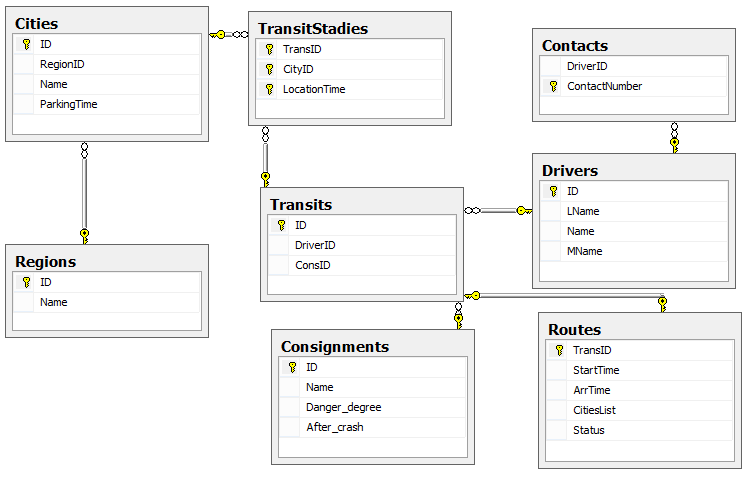 Cities
ID
RegionID
Name
ParkingTime
TransitStadies
TransID
CityID
LocationTime
Contacts
DriverID
ContactNumber
Transits
ID
DriverID
ConsID
Drivers
ID
LName
Name
MName
Regions
ID
Name
Consignments
ID
Name
Danger_degree
After_crash
Routes
TransID
StartTime
ArrTime
CitiesList
Status